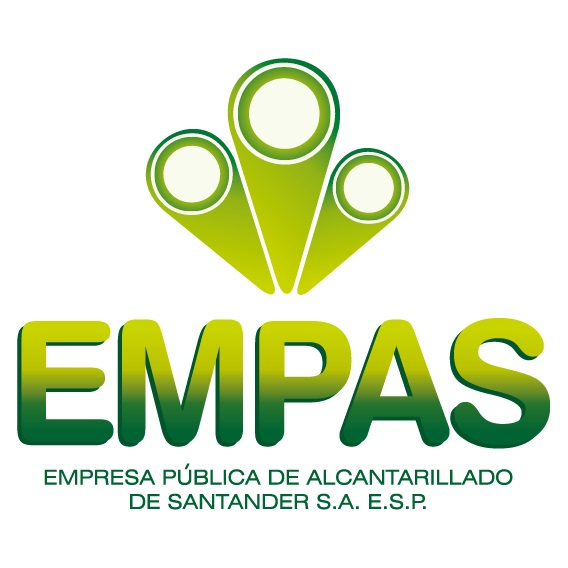 EMPAS
EMPRESA PÚBLICA DE ALCANTARILLADO
DE SANTANDER S.A. E.S.P.